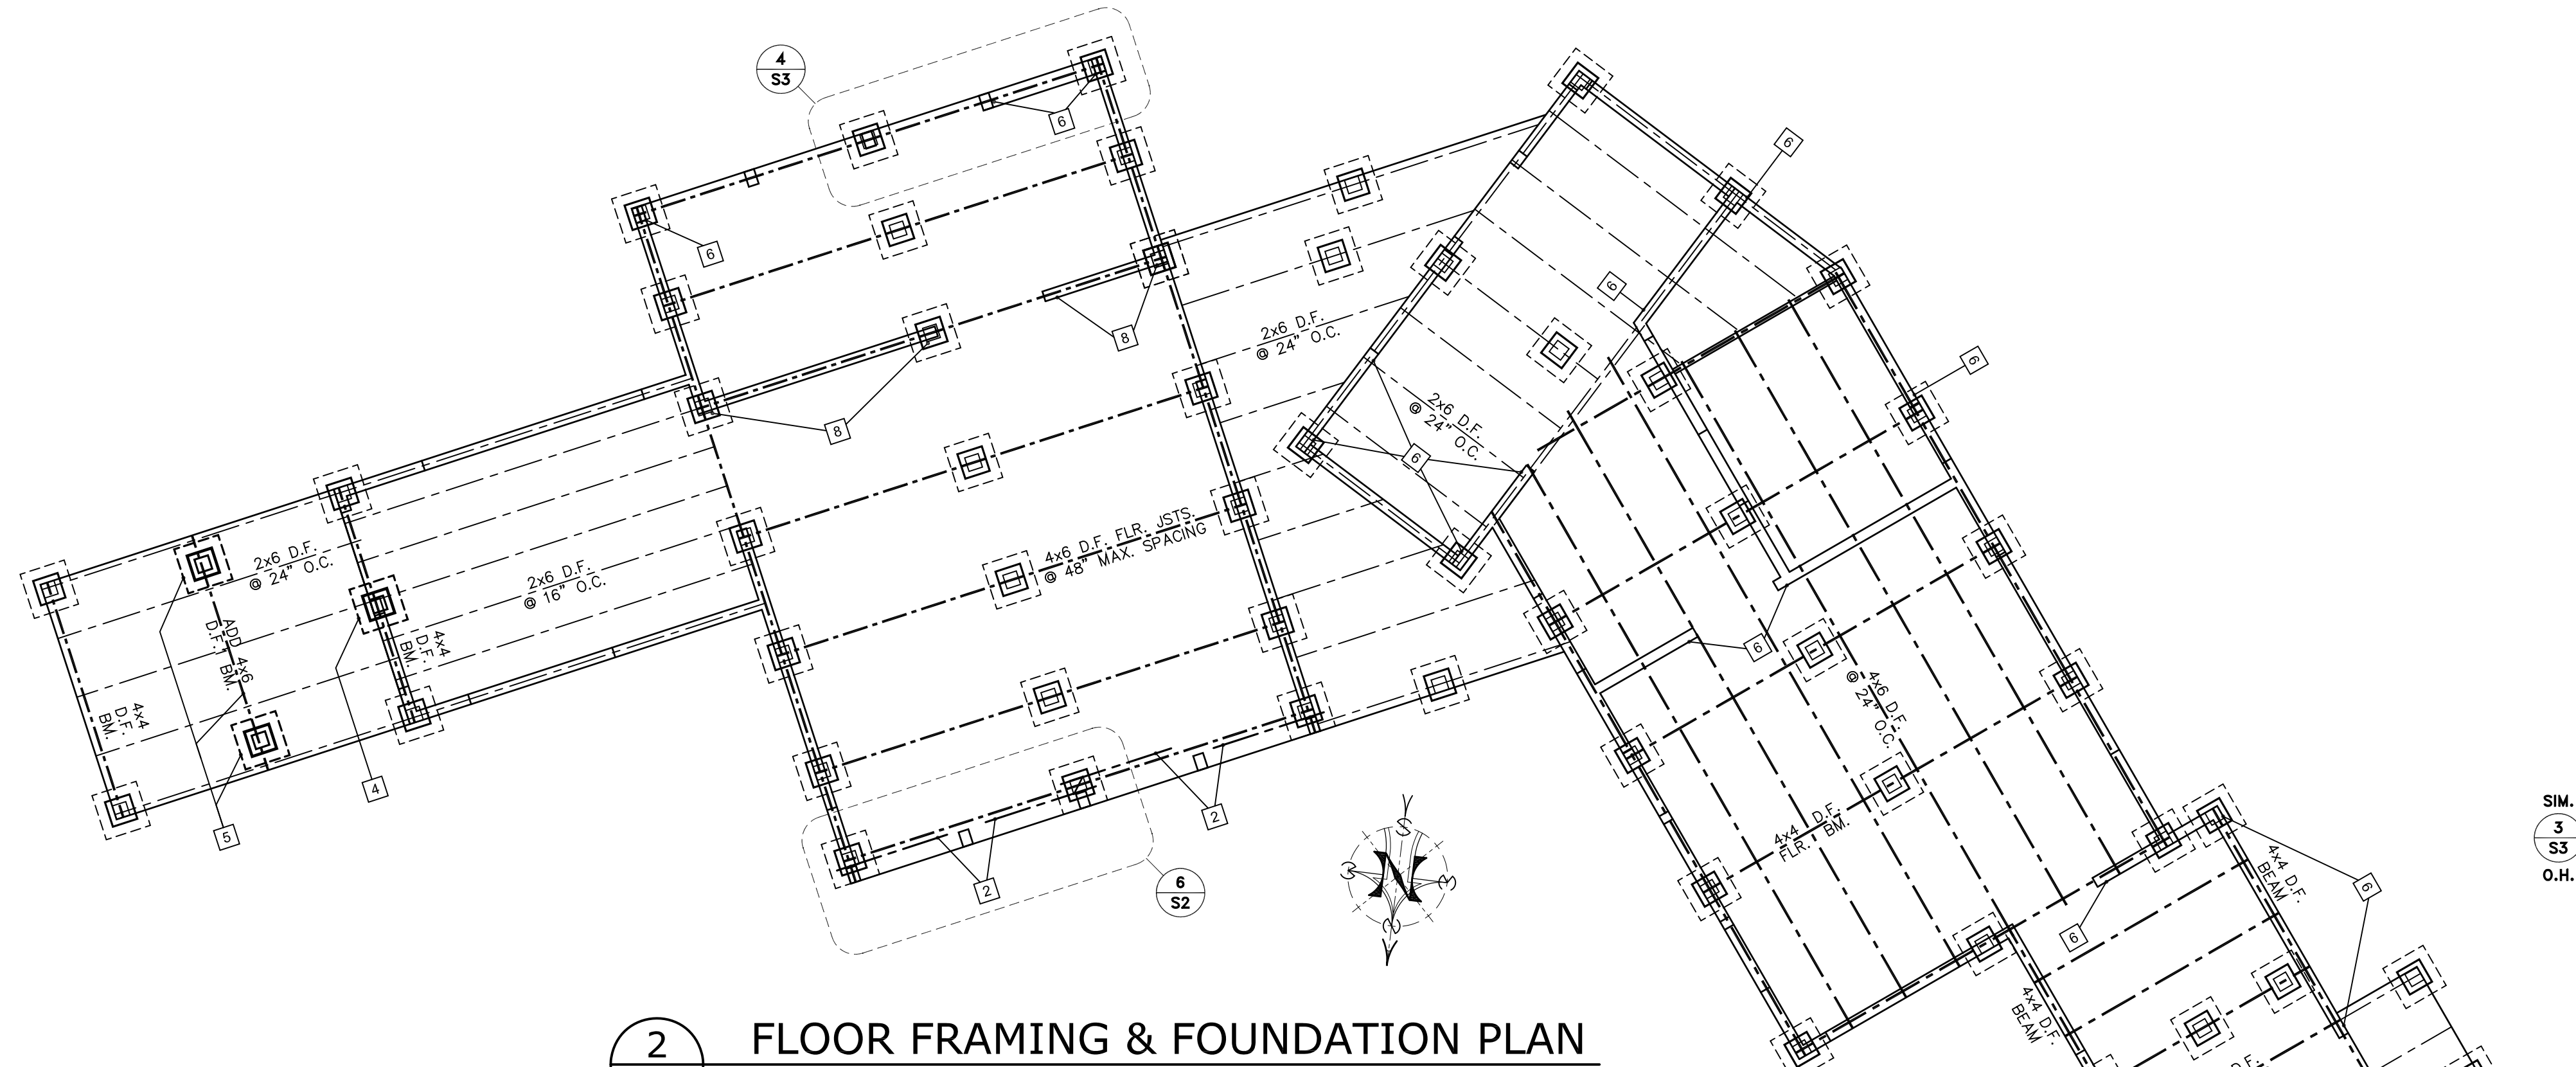 4
S3
6
6
6
6
8
8
2x6 D.F.
@ 24" O.C.
6
6
2x6 D.F.
@ 24" O.C.
6
4x6 D.F. FLR. JSTS.
@ 48" MAX. SPACING
2x6 D.F.
@ 24" O.C.
2x6 D.F.
@ 16" O.C.
ADD 4x6
D.F. BM.
4x4
D.F.
BM.
4x4
D.F.
BM.
5
4
6
4x6 D.F.
@ 24" O.C.
4x4 D.F.
FLR. BM.
2
2
6
S2
S
N
4x4 D.F.
BEAM
6
6
4x4 D.F.
BEAM
D.F.
SIM.
3
S3
O.H.
2
FLOOR FRAMING & FOUNDATION PLAN